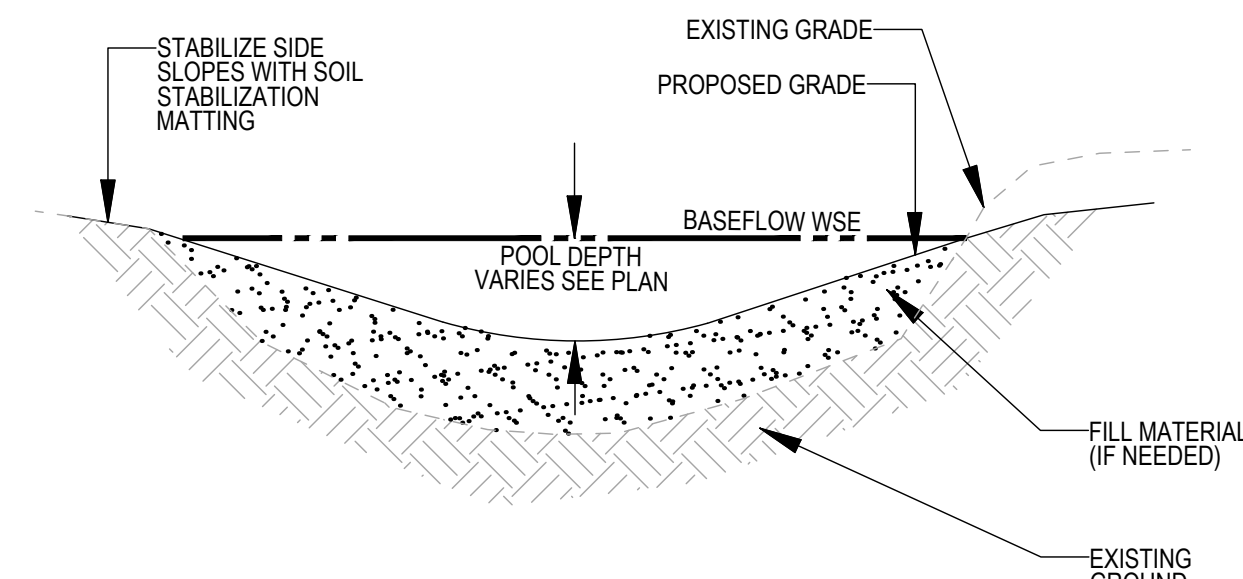 STABILIZE SIDE
SLOPES WITH SOIL
STABILIZATION
MATTING
EXISTING GRADE
PROPOSED GRADE
BASEFLOW WSE
POOL DEPTH
VARIES SEE PLAN
FILL MATERIAL
(IF NEEDED)
EXISTING
GROUND